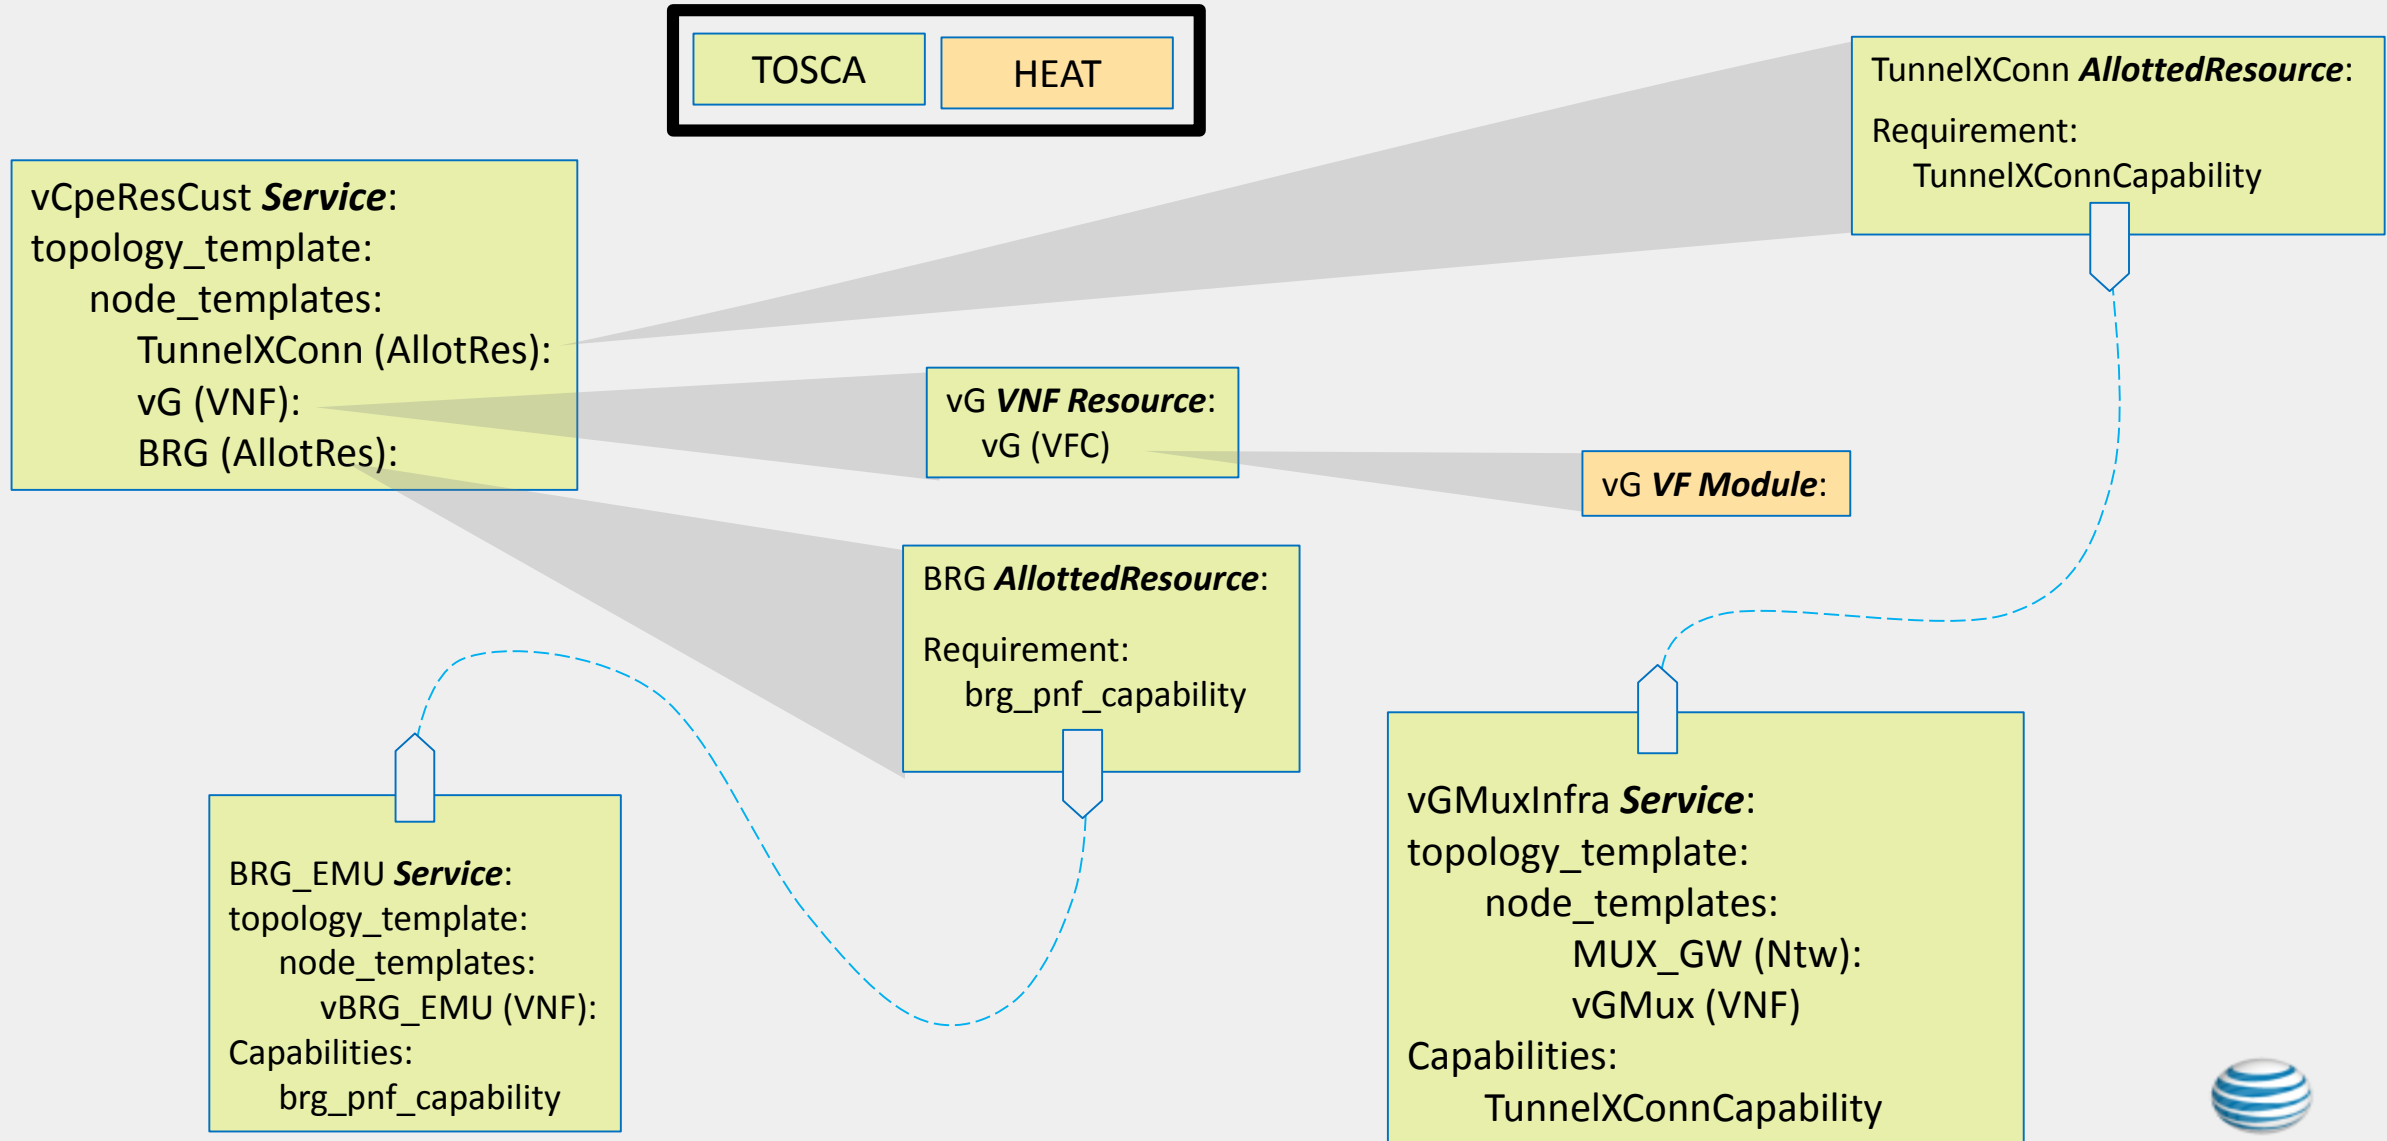 TOSCA
HEAT
TunnelXConn AllottedResource:
Requirement:
TunnelXConnCapability
vCpeResCust Service:
topology_template:
node_templates:
TunnelXConn (AllotRes):
vG (VNF):
BRG (AllotRes):
vG VNF Resource:
vG (VFC)
vG VF Module:
BRG AllottedResource:
Requirement:
brg_pnf_capability
BRG_EMU Service:
topology_template:
node_templates:
vBRG_EMU (VNF):
Capabilities:
brg_pnf_capability
vGMuxInfra Service:
topology_template:
node_templates:
MUX_GW (Ntw):
vGMux (VNF)
Capabilities:
TunnelXConnCapability